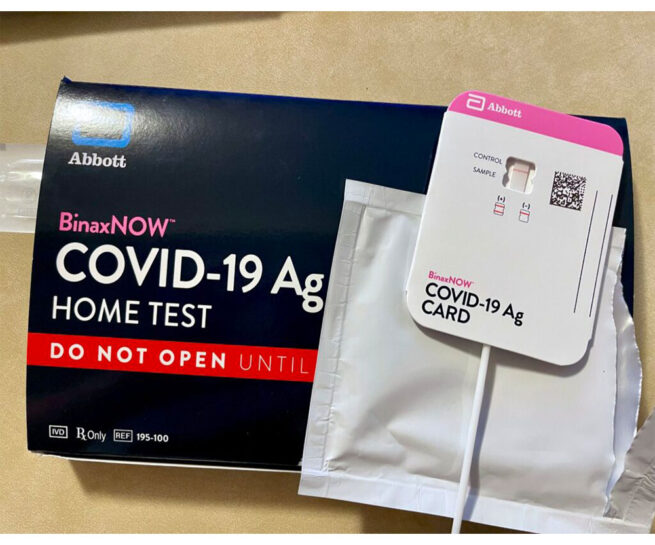 Abbott
BinaxNOW™
COVID-19 Ag
HOME TEST
DO NOT OPEN UNTIL
IVD Rx Only REF 195-100
Abbott
CONTROL
SAMPLE
(+) (-)
BinaxNOW™
COVID-19 Ag
CARD